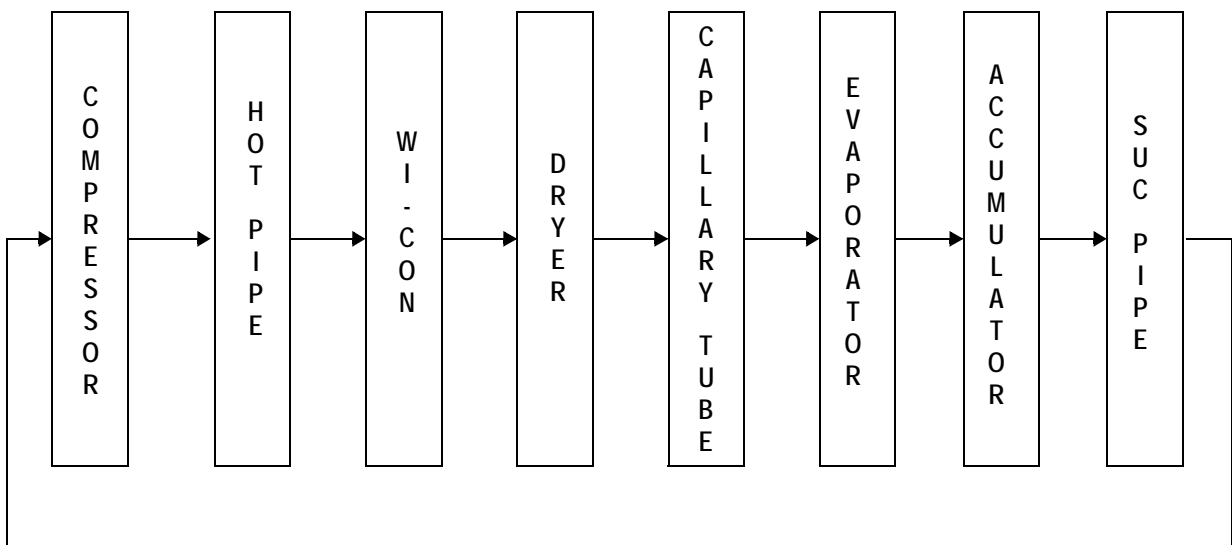 COMPRESSOR
HOT PIPE
WI-CON
DRYER
CAPILLARY TUBE
EVAPORATOR
ACCUMULATOR
SUC PIPE